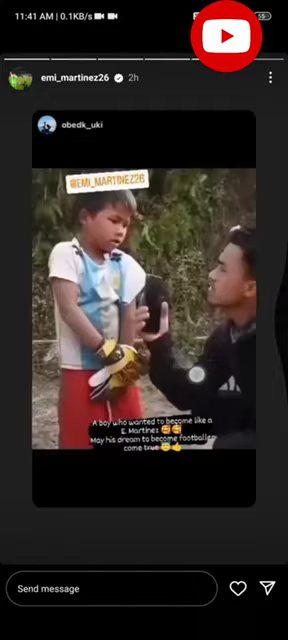 11:41 AM | 0.1KB/s
emi_martinez26 2h
obedk_uki
@EMI_MARTINEZ26
A boy who wanted to become like a
E. Martinez 🥰🥰
May his dream to become footballer
come true 😇👍
Send message